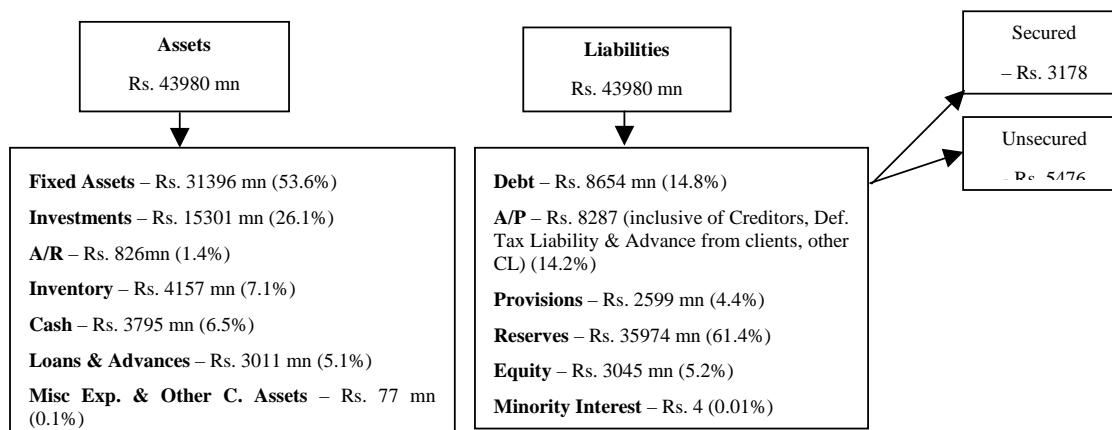 Assets
Rs. 43980 mn
Fixed Assets – Rs. 31396 mn (53.6%)
Investments – Rs. 15301 mn (26.1%)
A/R – Rs. 826mn (1.4%)
Inventory – Rs. 4157 mn (7.1%)
Cash – Rs. 3795 mn (6.5%)
Loans & Advances – Rs. 3011 mn (5.1%)
Misc Exp. & Other C. Assets – Rs. 77 mn
(0.1%)
Liabilities
Rs. 43980 mn
Debt – Rs. 8654 mn (14.8%)
A/P – Rs. 8287 (inclusive of Creditors, Def.
Tax Liability & Advance from clients, other
CL) (14.2%)
Provisions – Rs. 2599 mn (4.4%)
Reserves – Rs. 35974 mn (61.4%)
Equity – Rs. 3045 mn (5.2%)
Minority Interest – Rs. 4 (0.01%)
Secured
– Rs. 3178
Unsecured
– Rs. 5476